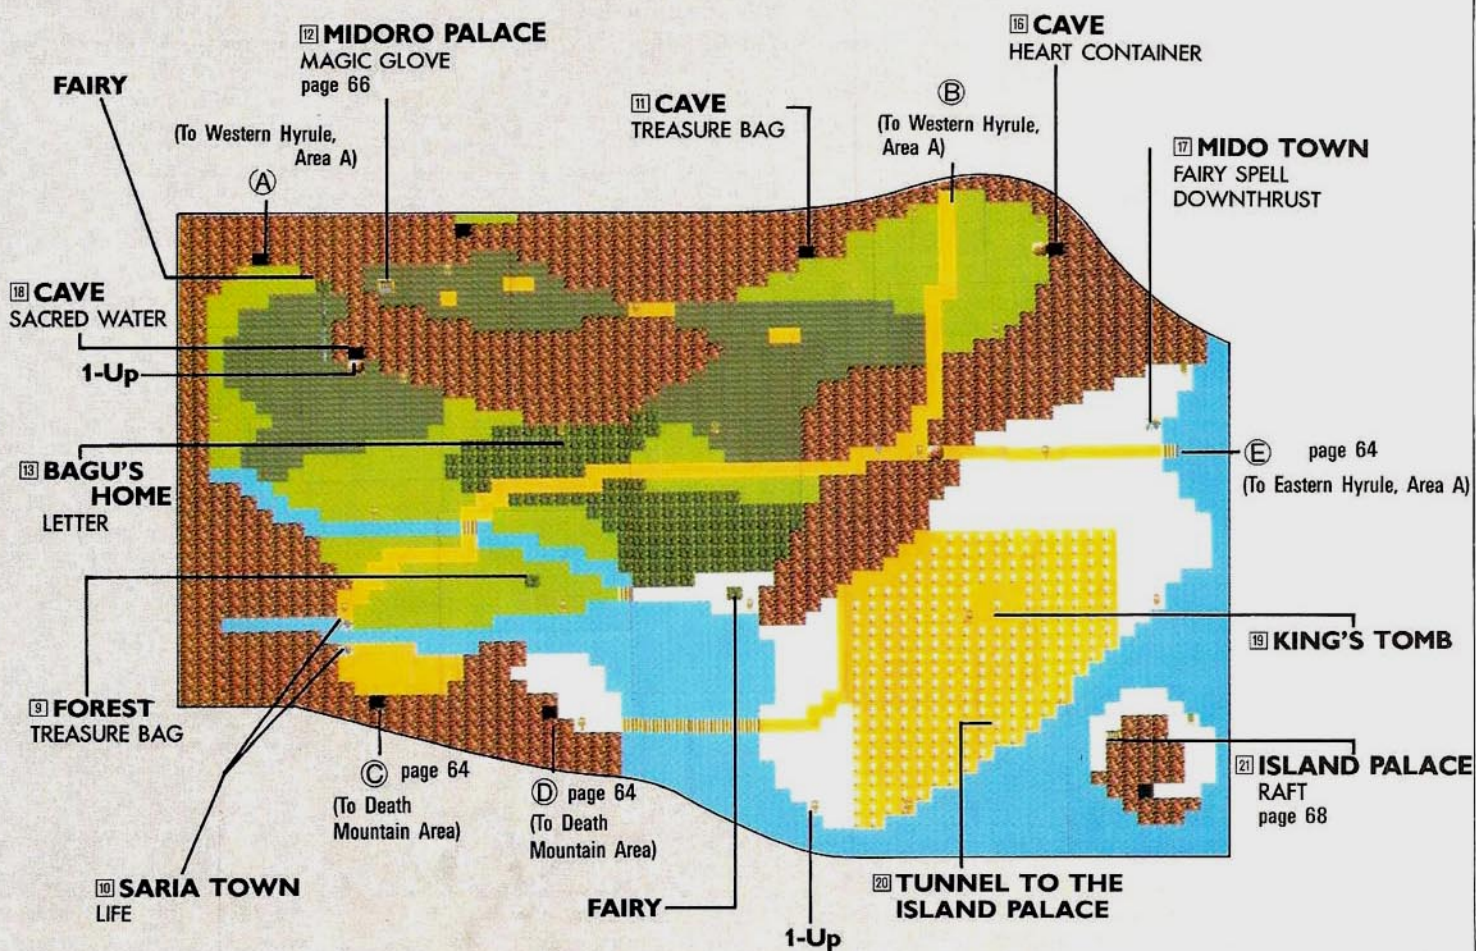 12 MIDORO PALACE
MAGIC GLOVE
page 66
FAIRY
(To Western Hyrule,
Area A)
A
11 CAVE
TREASURE BAG
B
(To Western Hyrule,
Area A)
16 CAVE
HEART CONTAINER
17 MIDO TOWN
FAIRY SPELL
DOWNTHRUST
18 CAVE
SACRED WATER
1-Up
13 BAGU'S
HOME
LETTER
E page 64
(To Eastern Hyrule, Area A)
9 FOREST
TREASURE BAG
19 KING'S TOMB
C page 64
(To Death
Mountain Area)
D page 64
(To Death
Mountain Area)
21 ISLAND PALACE
RAFT
page 68
10 SARIA TOWN
LIFE
FAIRY
1-Up
20 TUNNEL TO THE
ISLAND PALACE